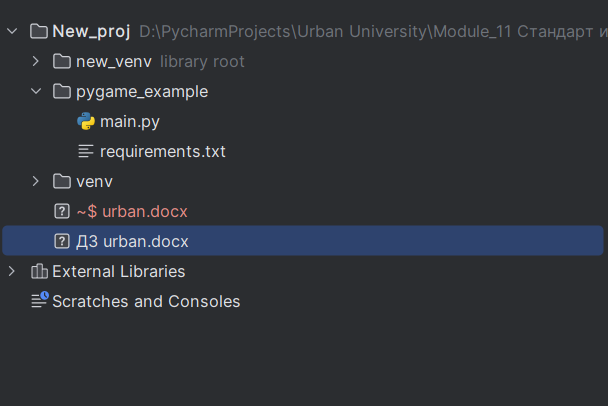 New_proj D:\PycharmProjects\Urban University\Module_11 Стандарт и
new_venv library root
pygame_example
main.py
requirements.txt
venv
~$ urban.docx
ДЗ urban.docx
External Libraries
Scratches and Consoles